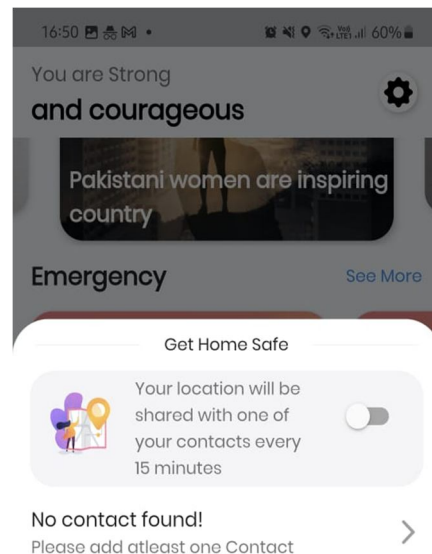 16:50
60%
You are Strong
and courageous
Pakistani women are inspiring
country
Emergency See More
Get Home Safe
Your location will be
shared with one of
your contacts every
15 minutes
No contact found!
Please add atleast one Contact